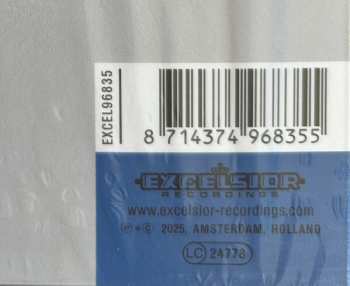 EXCEL96835
8 714374 968355
EXCELSIOR
RECORDINGS
www.excelsior-recordings.com
℗+© 2025, AMSTERDAM, HOLLAND
LC 24778